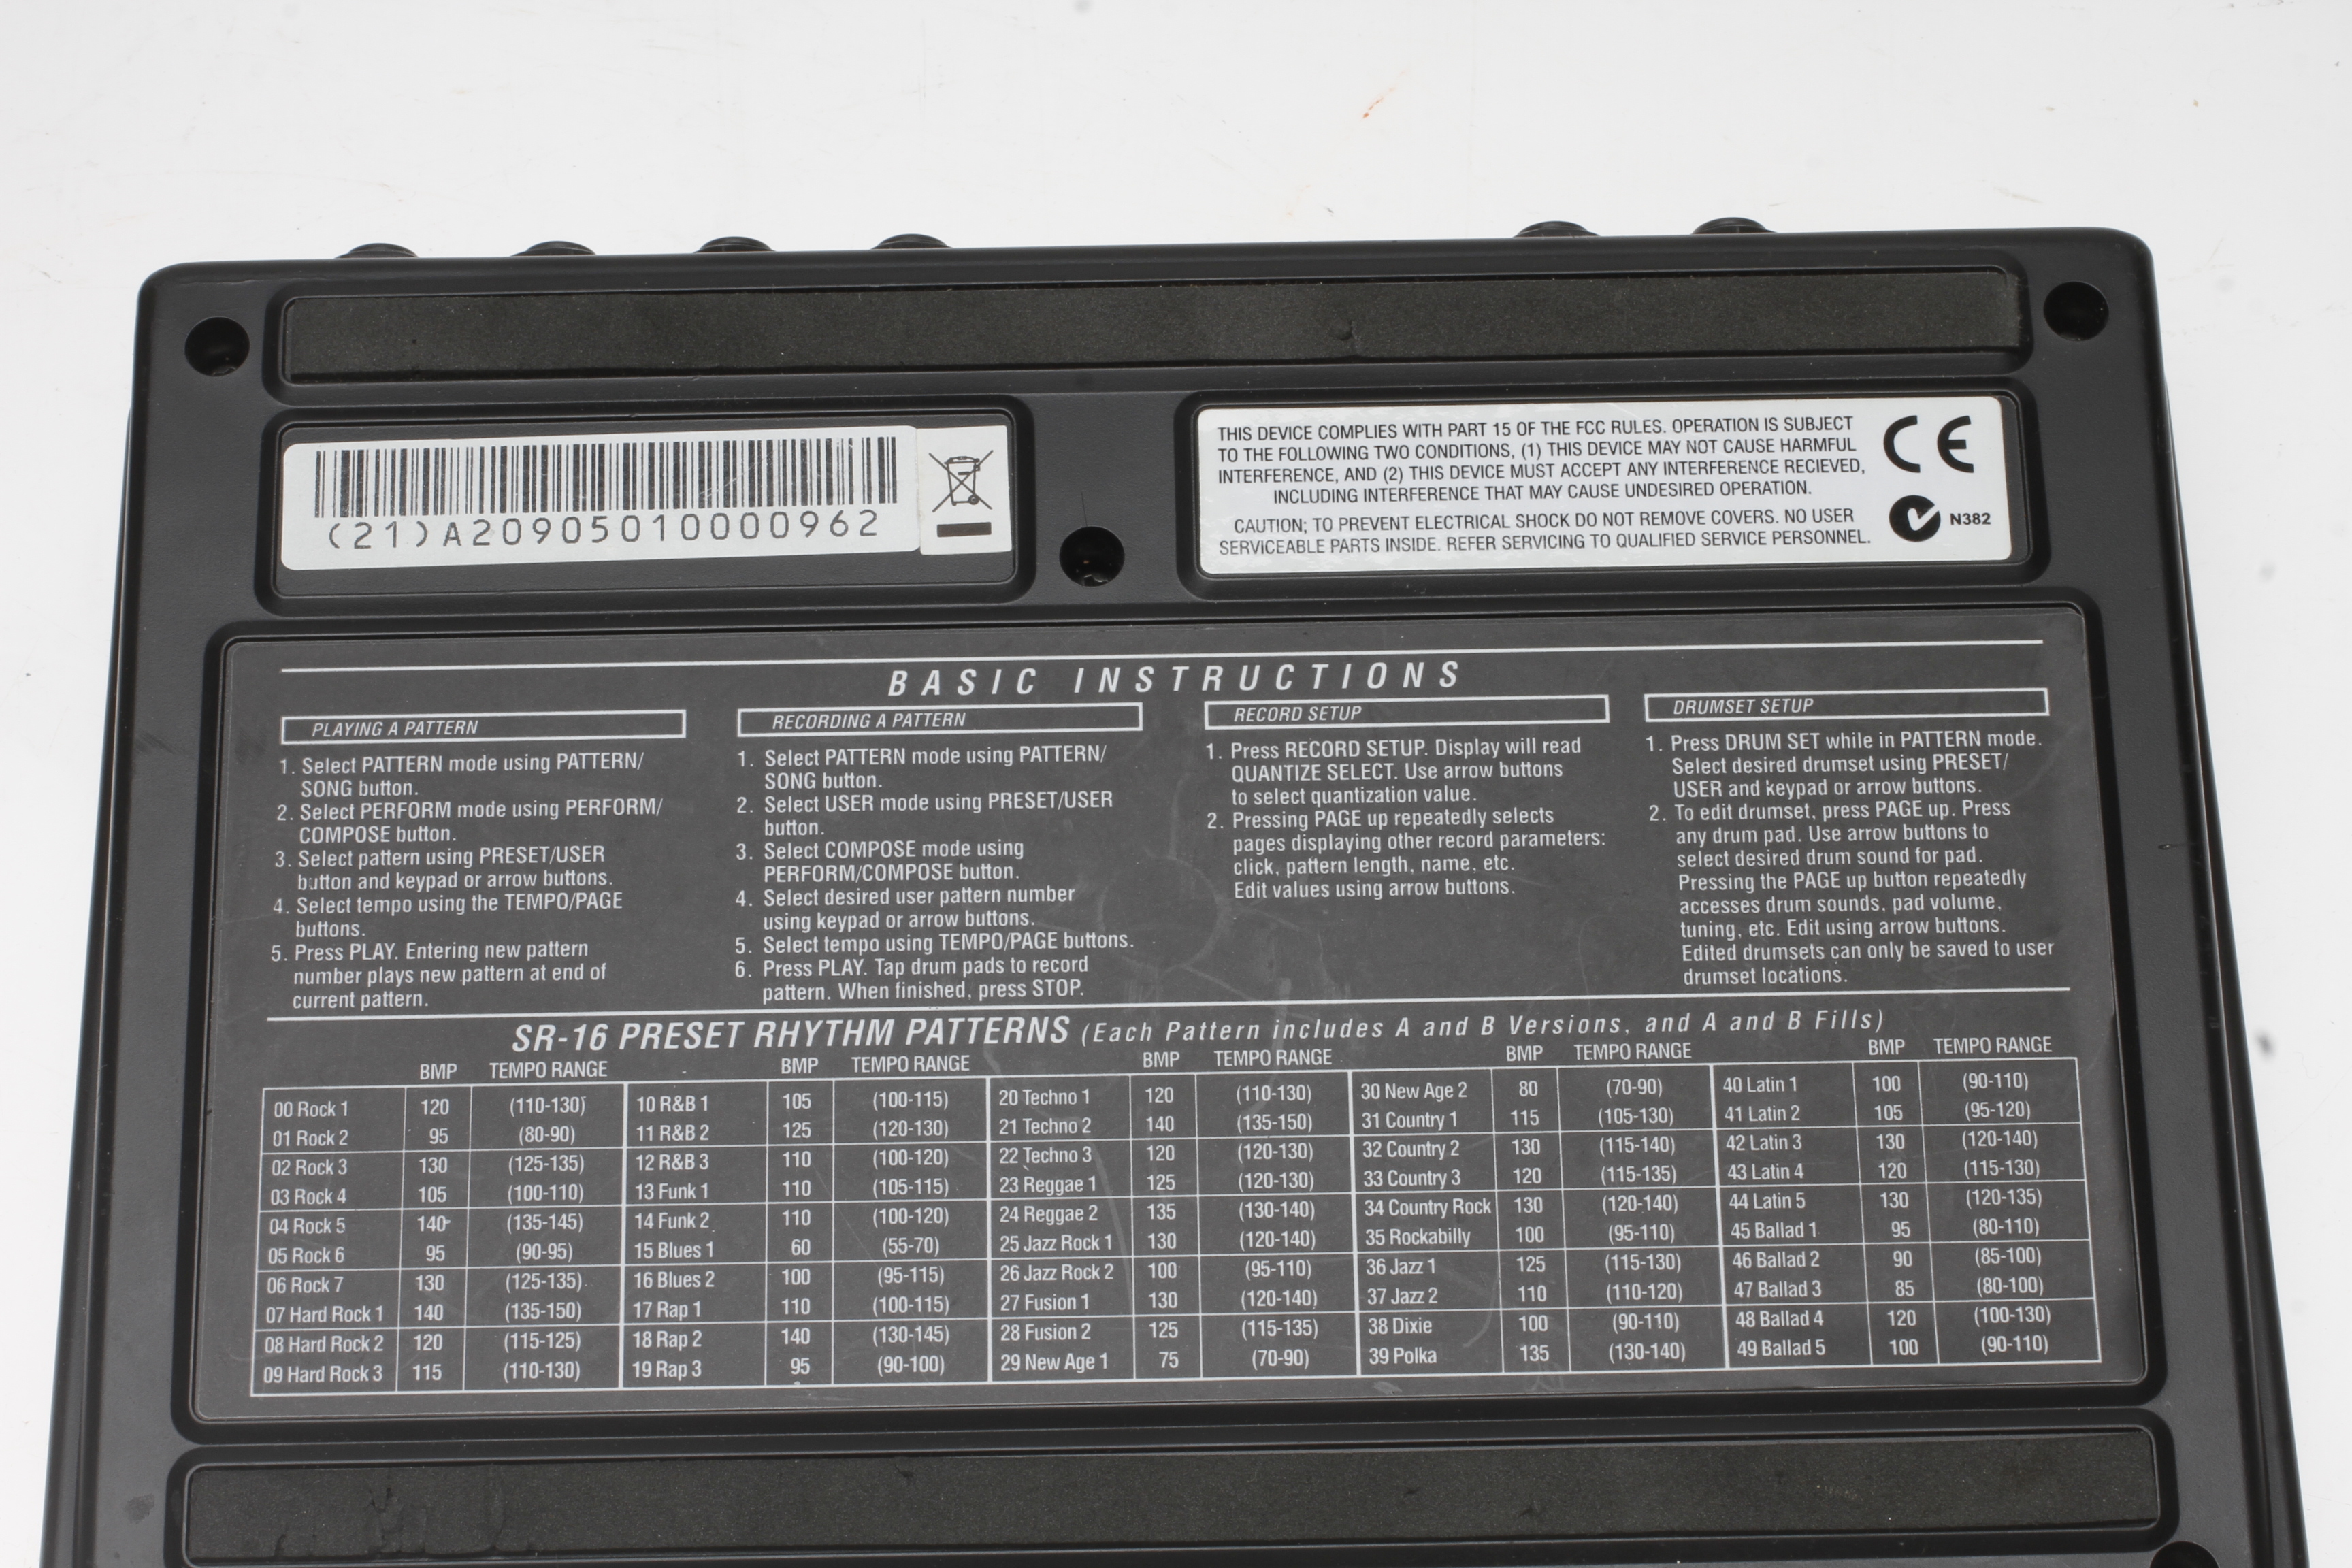 (21)A20905010000962
THIS DEVICE COMPLIES WITH PART 15 OF THE FCC RULES. OPERATION IS SUBJECT
TO THE FOLLOWING TWO CONDITIONS, (1) THIS DEVICE MAY NOT CAUSE HARMFUL
INTERFERENCE, AND (2) THIS DEVICE MUST ACCEPT ANY INTERFERENCE RECIEVED,
INCLUDING INTERFERENCE THAT MAY CAUSE UNDESIRED OPERATION.
CAUTION; TO PREVENT ELECTRICAL SHOCK DO NOT REMOVE COVERS. NO USER
SERVICEABLE PARTS INSIDE. REFER SERVICING TO QUALIFIED SERVICE PERSONNEL.
CE
N382
BASIC INSTRUCTIONS
PLAYING A PATTERN
1. Select PATTERN mode using PATTERN/
SONG button.
2. Select PERFORM mode using PERFORM/
COMPOSE button.
3. Select pattern using PRESET/USER
button and keypad or arrow buttons.
4. Select tempo using the TEMPO/PAGE
buttons.
5. Press PLAY. Entering new pattern
number plays new pattern at end of
current pattern.
RECORDING A PATTERN
1. Select PATTERN mode using PATTERN/
SONG button.
2. Select USER mode using PRESET/USER
button.
3. Select COMPOSE mode using
PERFORM/COMPOSE button.
4. Select desired user pattern number
using keypad or arrow buttons.
5. Select tempo using TEMPO/PAGE buttons.
6. Press PLAY. Tap drum pads to record
pattern. When finished, press STOP.
RECORD SETUP
1. Press RECORD SETUP. Display will read
QUANTIZE SELECT. Use arrow buttons
to select quantization value.
2. Pressing PAGE up repeatedly selects
pages displaying other record parameters:
click, pattern length, name, etc.
Edit values using arrow buttons.
DRUMSET SETUP
1. Press DRUM SET while in PATTERN mode.
Select desired drumset using PRESET/
USER and keypad or arrow buttons.
2. To edit drumset, press PAGE up. Press
any drum pad. Use arrow buttons to
select desired drum sound for pad.
Pressing the PAGE up button repeatedly
accesses drum sounds, pad volume,
tuning, etc. Edit using arrow buttons.
Edited drumsets can only be saved to user
drumset locations.
SR-16 PRESET RHYTHM PATTERNS (Each Pattern includes A and B Versions, and A and B Fills)
BMP TEMPO RANGE BMP TEMPO RANGE BMP TEMPO RANGE BMP TEMPO RANGE BMP TEMPO RANGE
00 Rock 1 120 (110-130) 10 R&B 1 105 (100-115) 20 Techno 1 120 (110-130) 30 New Age 2 80 (70-90) 40 Latin 1 100 (90-110)
01 Rock 2 95 (80-90) 11 R&B 2 125 (120-130) 21 Techno 2 140 (135-150) 31 Country 1 115 (105-130) 41 Latin 2 105 (95-120)
02 Rock 3 130 (125-135) 12 R&B 3 110 (100-120) 22 Techno 3 120 (120-130) 32 Country 2 130 (115-140) 42 Latin 3 130 (120-140)
03 Rock 4 105 (100-110) 13 Funk 1 110 (105-115) 23 Reggae 1 125 (120-130) 33 Country 3 120 (115-135) 43 Latin 4 120 (115-130)
04 Rock 5 140 (135-145) 14 Funk 2 110 (100-120) 24 Reggae 2 135 (130-140) 34 Country Rock 130 (120-140) 44 Latin 5 130 (120-135)
05 Rock 6 95 (90-95) 15 Blues 1 60 (55-70) 25 Jazz Rock 1 130 (120-140) 35 Rockabilly 100 (95-110) 45 Ballad 1 95 (80-110)
06 Rock 7 130 (125-135) 16 Blues 2 100 (95-115) 26 Jazz Rock 2 100 (95-110) 36 Jazz 1 125 (115-130) 46 Ballad 2 90 (85-100)
07 Hard Rock 1 140 (135-150) 17 Rap 1 110 (100-115) 27 Fusion 1 130 (120-140) 37 Jazz 2 110 (110-120) 47 Ballad 3 85 (80-100)
08 Hard Rock 2 120 (115-125) 18 Rap 2 140 (130-145) 28 Fusion 2 125 (115-135) 38 Dixie 100 (90-110) 48 Ballad 4 120 (100-130)
09 Hard Rock 3 115 (110-130) 19 Rap 3 95 (90-100) 29 New Age 1 75 (70-90) 39 Polka 135 (130-140) 49 Ballad 5 100 (90-110)